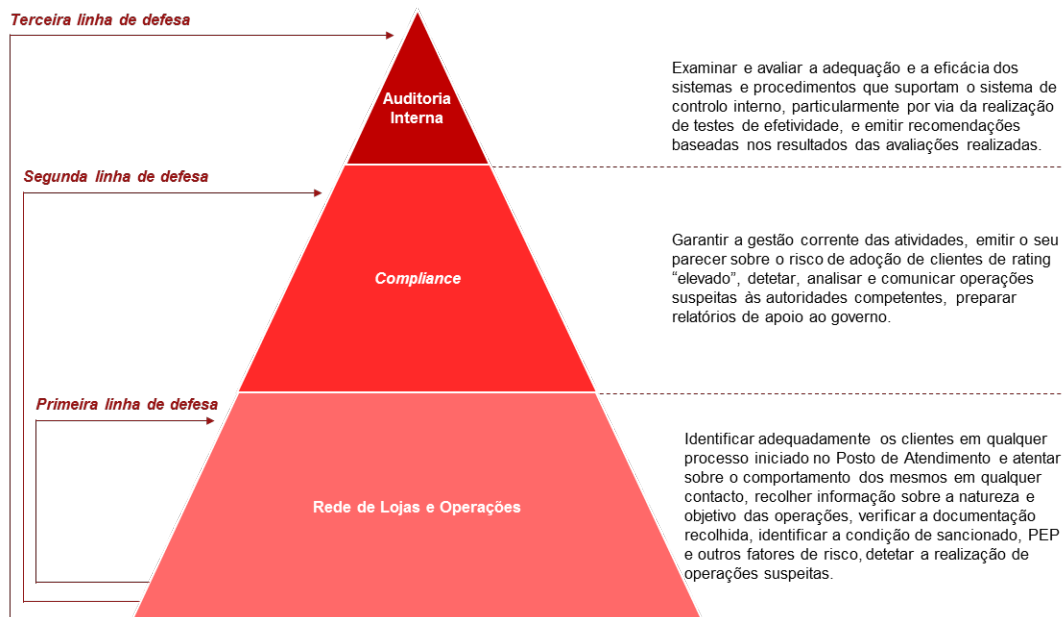 Terceira linha de defesa
Auditoria
Interna
Examinar e avaliar a adequação e a eficácia dos
sistemas e procedimentos que suportam o sistema de
controlo interno, particularmente por via da realização
de testes de efetividade, e emitir recomendações
baseadas nos resultados das avaliações realizadas.
Segunda linha de defesa
Compliance
Garantir a gestão corrente das atividades, emitir o seu
parecer sobre o risco de adoção de clientes de rating
“elevado”, detetar, analisar e comunicar operações
suspeitas às autoridades competentes, preparar
relatórios de apoio ao governo.
Primeira linha de defesa
Rede de Lojas e Operações
Identificar adequadamente os clientes em qualquer
processo iniciado no Posto de Atendimento e atentar
sobre o comportamento dos mesmos em qualquer
contacto, recolher informação sobre a natureza e
objetivo das operações, verificar a documentação
recolhida, identificar a condição de sancionado, PEP
e outros fatores de risco, detetar a realização de
operações suspeitas.